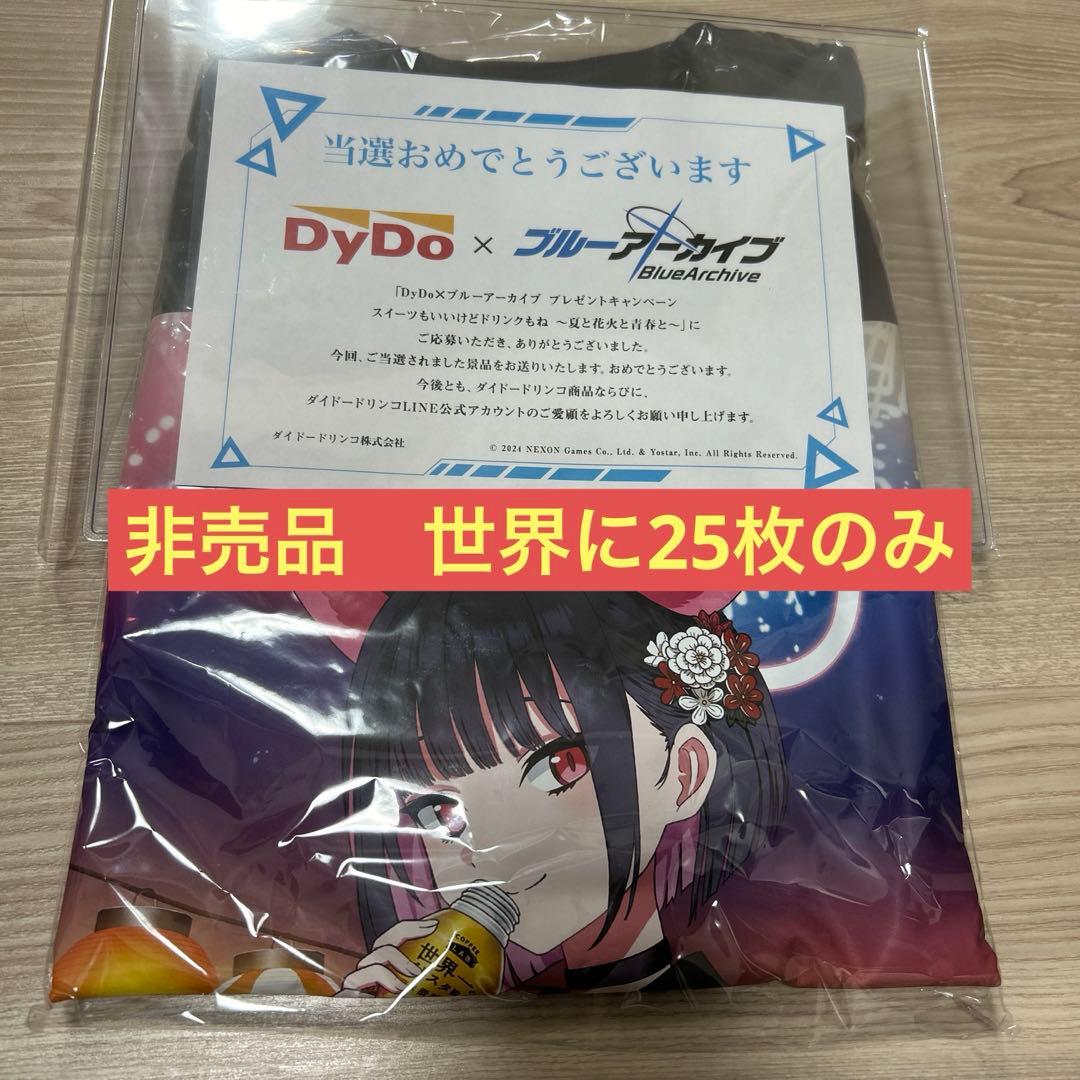 当選おめでとうございます
DyDo × ブルーアーカイブ
BlueArchive
「DyDo×ブルーアーカイブ プレゼントキャンペーン
スイーツもいいけどドリンクもね ～夏と花火と青春と～」に
ご応募いただき、ありがとうございました。
今回、ご当選されました景品をお送りいたします。おめでとうございます。
今後とも、ダイドードリンコ商品ならびに、
ダイドードリンコLINE公式アカウントのご愛顧をよろしくお願い申し上げます。
ダイドードリンコ株式会社
© 2024 NEXON Games Co., Ltd. & Yostar, Inc. All Rights Reserved.
非売品 世界に25枚のみ
COFFEE
LAB
世界一の